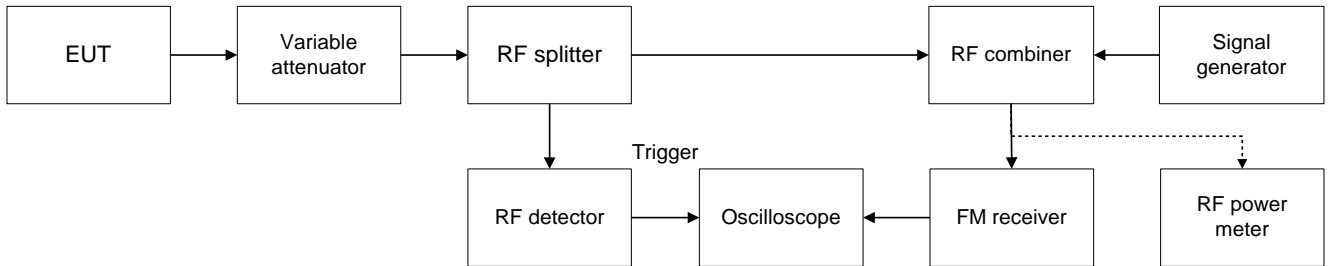 EUT
Variable
attenuator
RF splitter
RF combiner
Signal
generator
Trigger
RF detector
Oscilloscope
FM receiver
RF power
meter